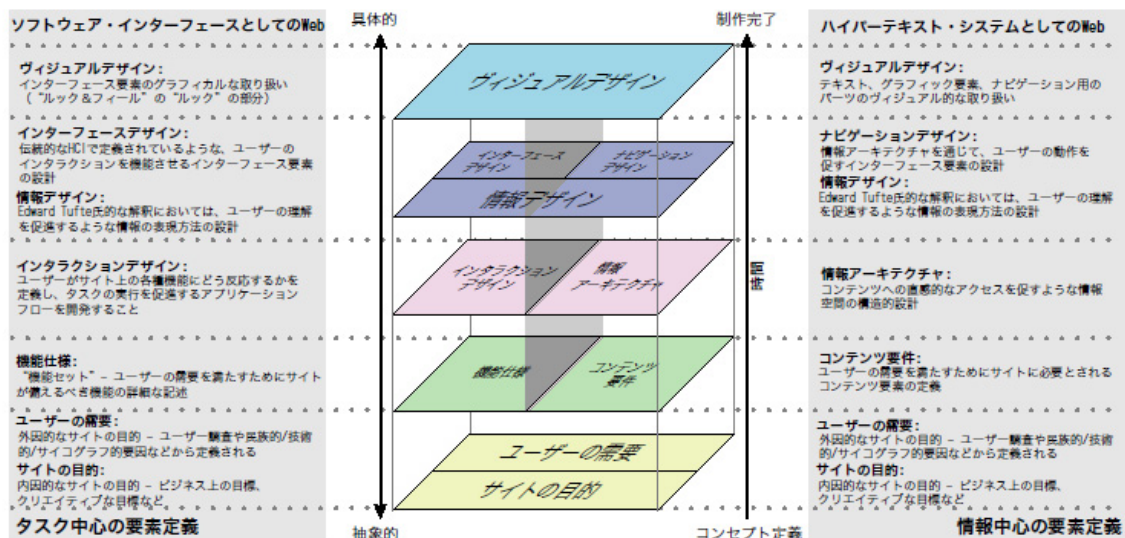 ソフトウェア・インターフェースとしてのWeb
ヴィジュアルデザイン:
インターフェース要素のグラフィカルな取り扱い
（“ルック＆フィール”の“ルック”の部分）
インターフェースデザイン:
伝統的なHCIで定義されているような、ユーザーの
インタラクションを機能させるインターフェース要素
の設計
情報デザイン:
Edward Tufte氏的な解釈においては、ユーザーの理解
を促進するような情報の表現方法の設計
インタラクションデザイン:
ユーザーがサイト上の各種機能にどう反応するかを
定義し、タスクの実行を促進するアプリケーション
フローを開発すること
機能仕様:
“機能セット” – ユーザーの需要を満たすためにサイト
が備えるべき機能の詳細な記述
ユーザーの需要:
外因的なサイトの目的 – ユーザー調査や民族的/技術
的/サイコグラフ的要因などから定義される
サイトの目的:
内因的なサイトの目的 – ビジネス上の目標、
クリエイティブな目標など
タスク中心の要素定義
具体的
制作完了
ヴィジュアルデザイン
インターフェース
デザイン
ナビゲーション
デザイン
情報デザイン
インタラクション
デザイン
情報
アーキテクチャ
時間
機能仕様
コンテンツ
要件
ユーザーの需要
サイトの目的
抽象的
コンセプト定義
ハイパーテキスト・システムとしてのWeb
ヴィジュアルデザイン:
テキスト、グラフィック要素、ナビゲーション用の
パーツのヴィジュアル的な取り扱い
ナビゲーションデザイン:
情報アーキテクチャを通じて、ユーザーの動作を
促すインターフェース要素の設計
情報デザイン:
Edward Tufte氏的な解釈においては、ユーザーの理解
を促進するような情報の表現方法の設計
情報アーキテクチャ:
コンテンツへの直感的なアクセスを促すような情報
空間の構造的設計
コンテンツ要件:
ユーザーの需要を満たすためにサイトに必要とされる
コンテンツ要素の定義
ユーザーの需要:
外因的なサイトの目的 – ユーザー調査や民族的/技術
的/サイコグラフ的要因などから定義される
サイトの目的:
内因的なサイトの目的 – ビジネス上の目標、
クリエイティブな目標など
情報中心の要素定義